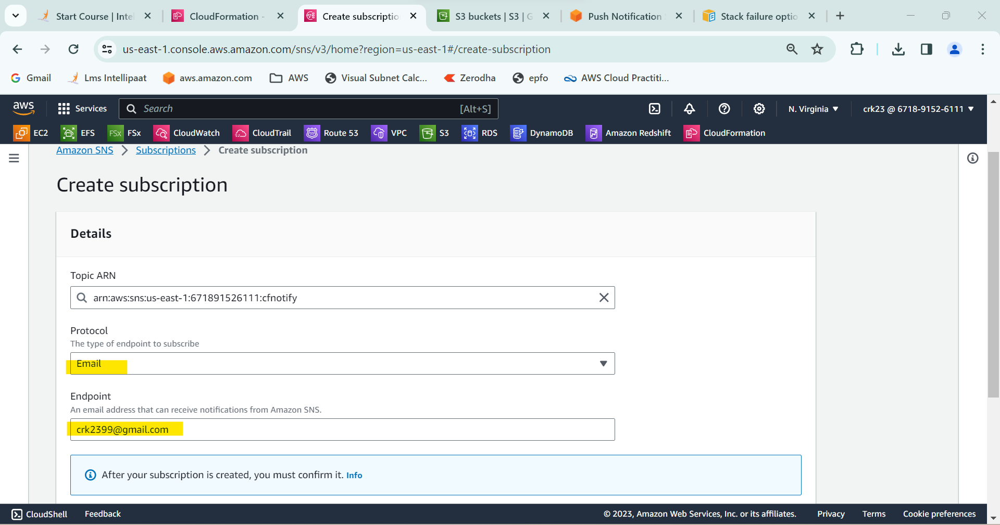 Start Course | Inte
CloudFormation -
Create subscriptio
S3 buckets | S3 | G
Push Notification
Stack failure optio
us-east-1.console.aws.amazon.com/sns/v3/home?region=us-east-1#/create-subscription
Gmail
Lms Intellipaat
aws.amazon.com
AWS
Visual Subnet Calc...
Zerodha
epfo
AWS Cloud Practiti...
aws
Services
Search
[Alt+S]
N. Virginia
crk23 @ 6718-9152-6111
EC2
EFS
FSx
FSx
CloudWatch
CloudTrail
53
Route 53
VPC
S3
RDS
DynamoDB
Amazon Redshift
CloudFormation
Amazon SNS
Subscriptions
Create subscription
Create subscription
Details
Topic ARN
arn:aws:sns:us-east-1:671891526111:cfnotify
Protocol
The type of endpoint to subscribe
Email
Endpoint
An email address that can receive notifications from Amazon SNS.
crk2399@gmail.com
After your subscription is created, you must confirm it. Info
CloudShell
Feedback
© 2023, Amazon Web Services, Inc. or its affiliates.
Privacy
Terms
Cookie preferences